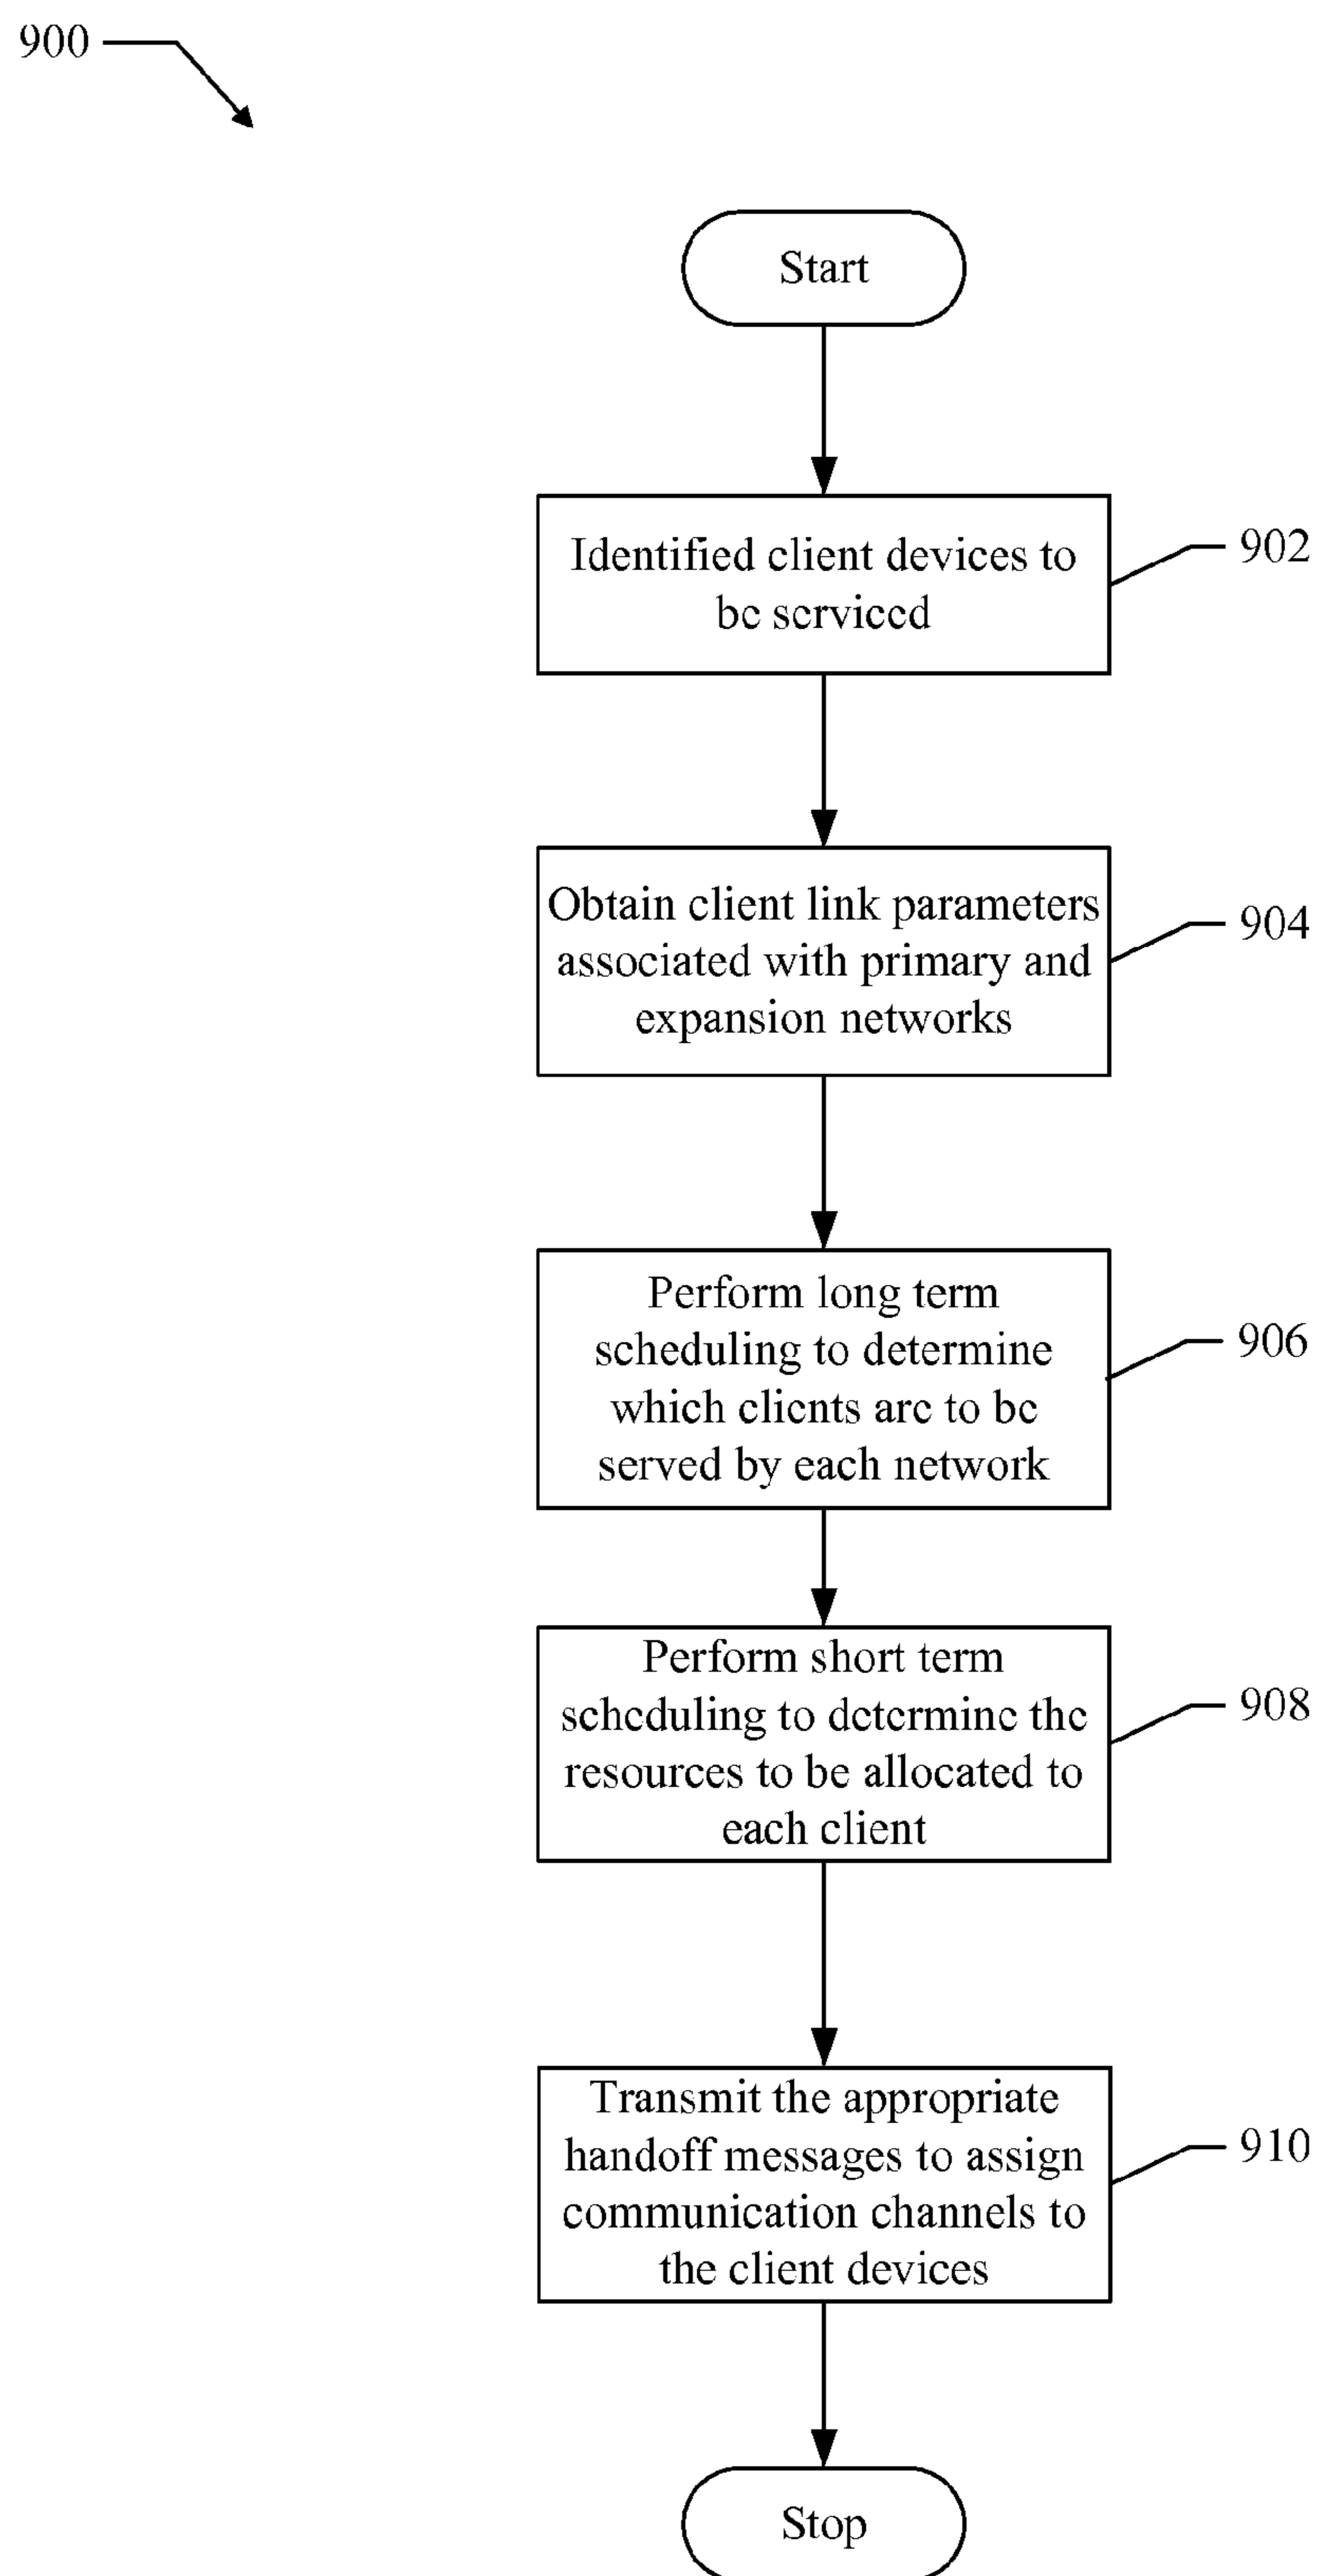 900
Start
Identified client devices to
be serviced
902
Obtain client link parameters
associated with primary and
expansion networks
904
Perform long term
scheduling to determine
which clients are to be
served by each network
906
Perform short term
scheduling to determine the
resources to be allocated to
each client
908
Transmit the appropriate
handoff messages to assign
communication channels to
the client devices
910
Stop